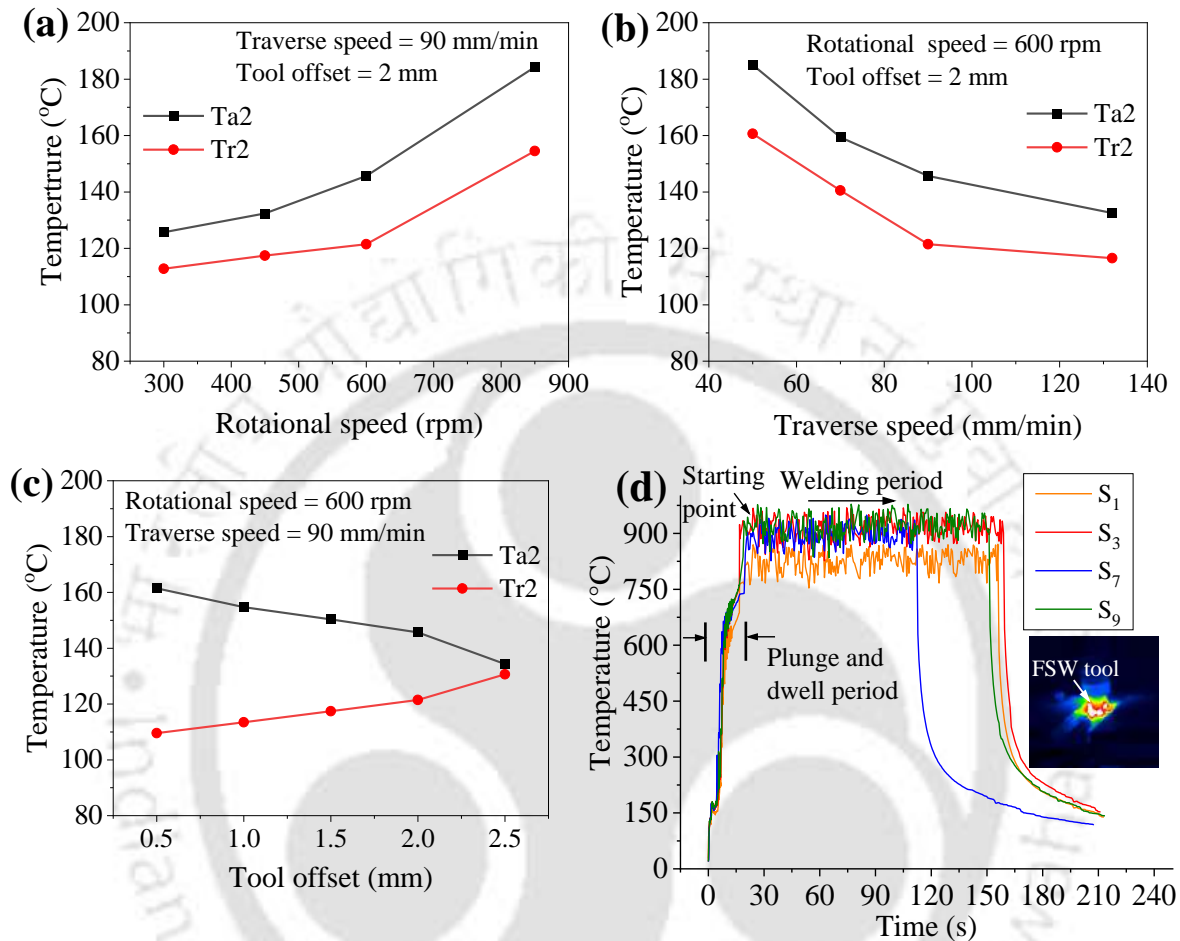 (a)
Traverse speed = 90 mm/min
Tool offset = 2 mm
Ta2
Tr2
Tempertrure (°C)
200
180
160
140
120
100
80
300 400 500 600 700 800 900
Rotaional speed (rpm)
(b)
Rotational speed = 600 rpm
Tool offset = 2 mm
Ta2
Tr2
Temperature (°C)
200
180
160
140
120
100
80
40 60 80 100 120 140
Traverse speed (mm/min)
(c)
Rotational speed = 600 rpm
Traverse speed = 90 mm/min
Ta2
Tr2
Temperature (°C)
200
180
160
140
120
100
80
0.5 1.0 1.5 2.0 2.5
Tool offset (mm)
(d)
Starting
point
Welding period
S1
S3
S7
S9
FSW tool
Plunge and
dwell period
Temperature (°C)
900
750
600
450
300
150
0
0 30 60 90 120 150 180 210 240
Time (s)
Indian